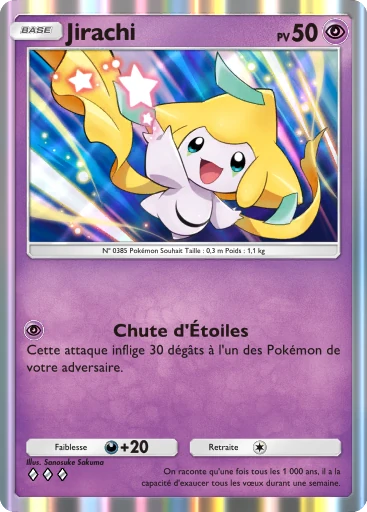 BASE Jirachi PV 50
N° 0385 Pokémon Souhait Taille : 0,3 m Poids : 1,1 kg
Chute d'Étoiles
Cette attaque inflige 30 dégâts à l'un des Pokémon de
votre adversaire.
Faiblesse +20 Retraite
Illus. Sanosuke Sakuma
On raconte qu'une fois tous les 1 000 ans, il a la
capacité d'exaucer tous les vœux durant une semaine.